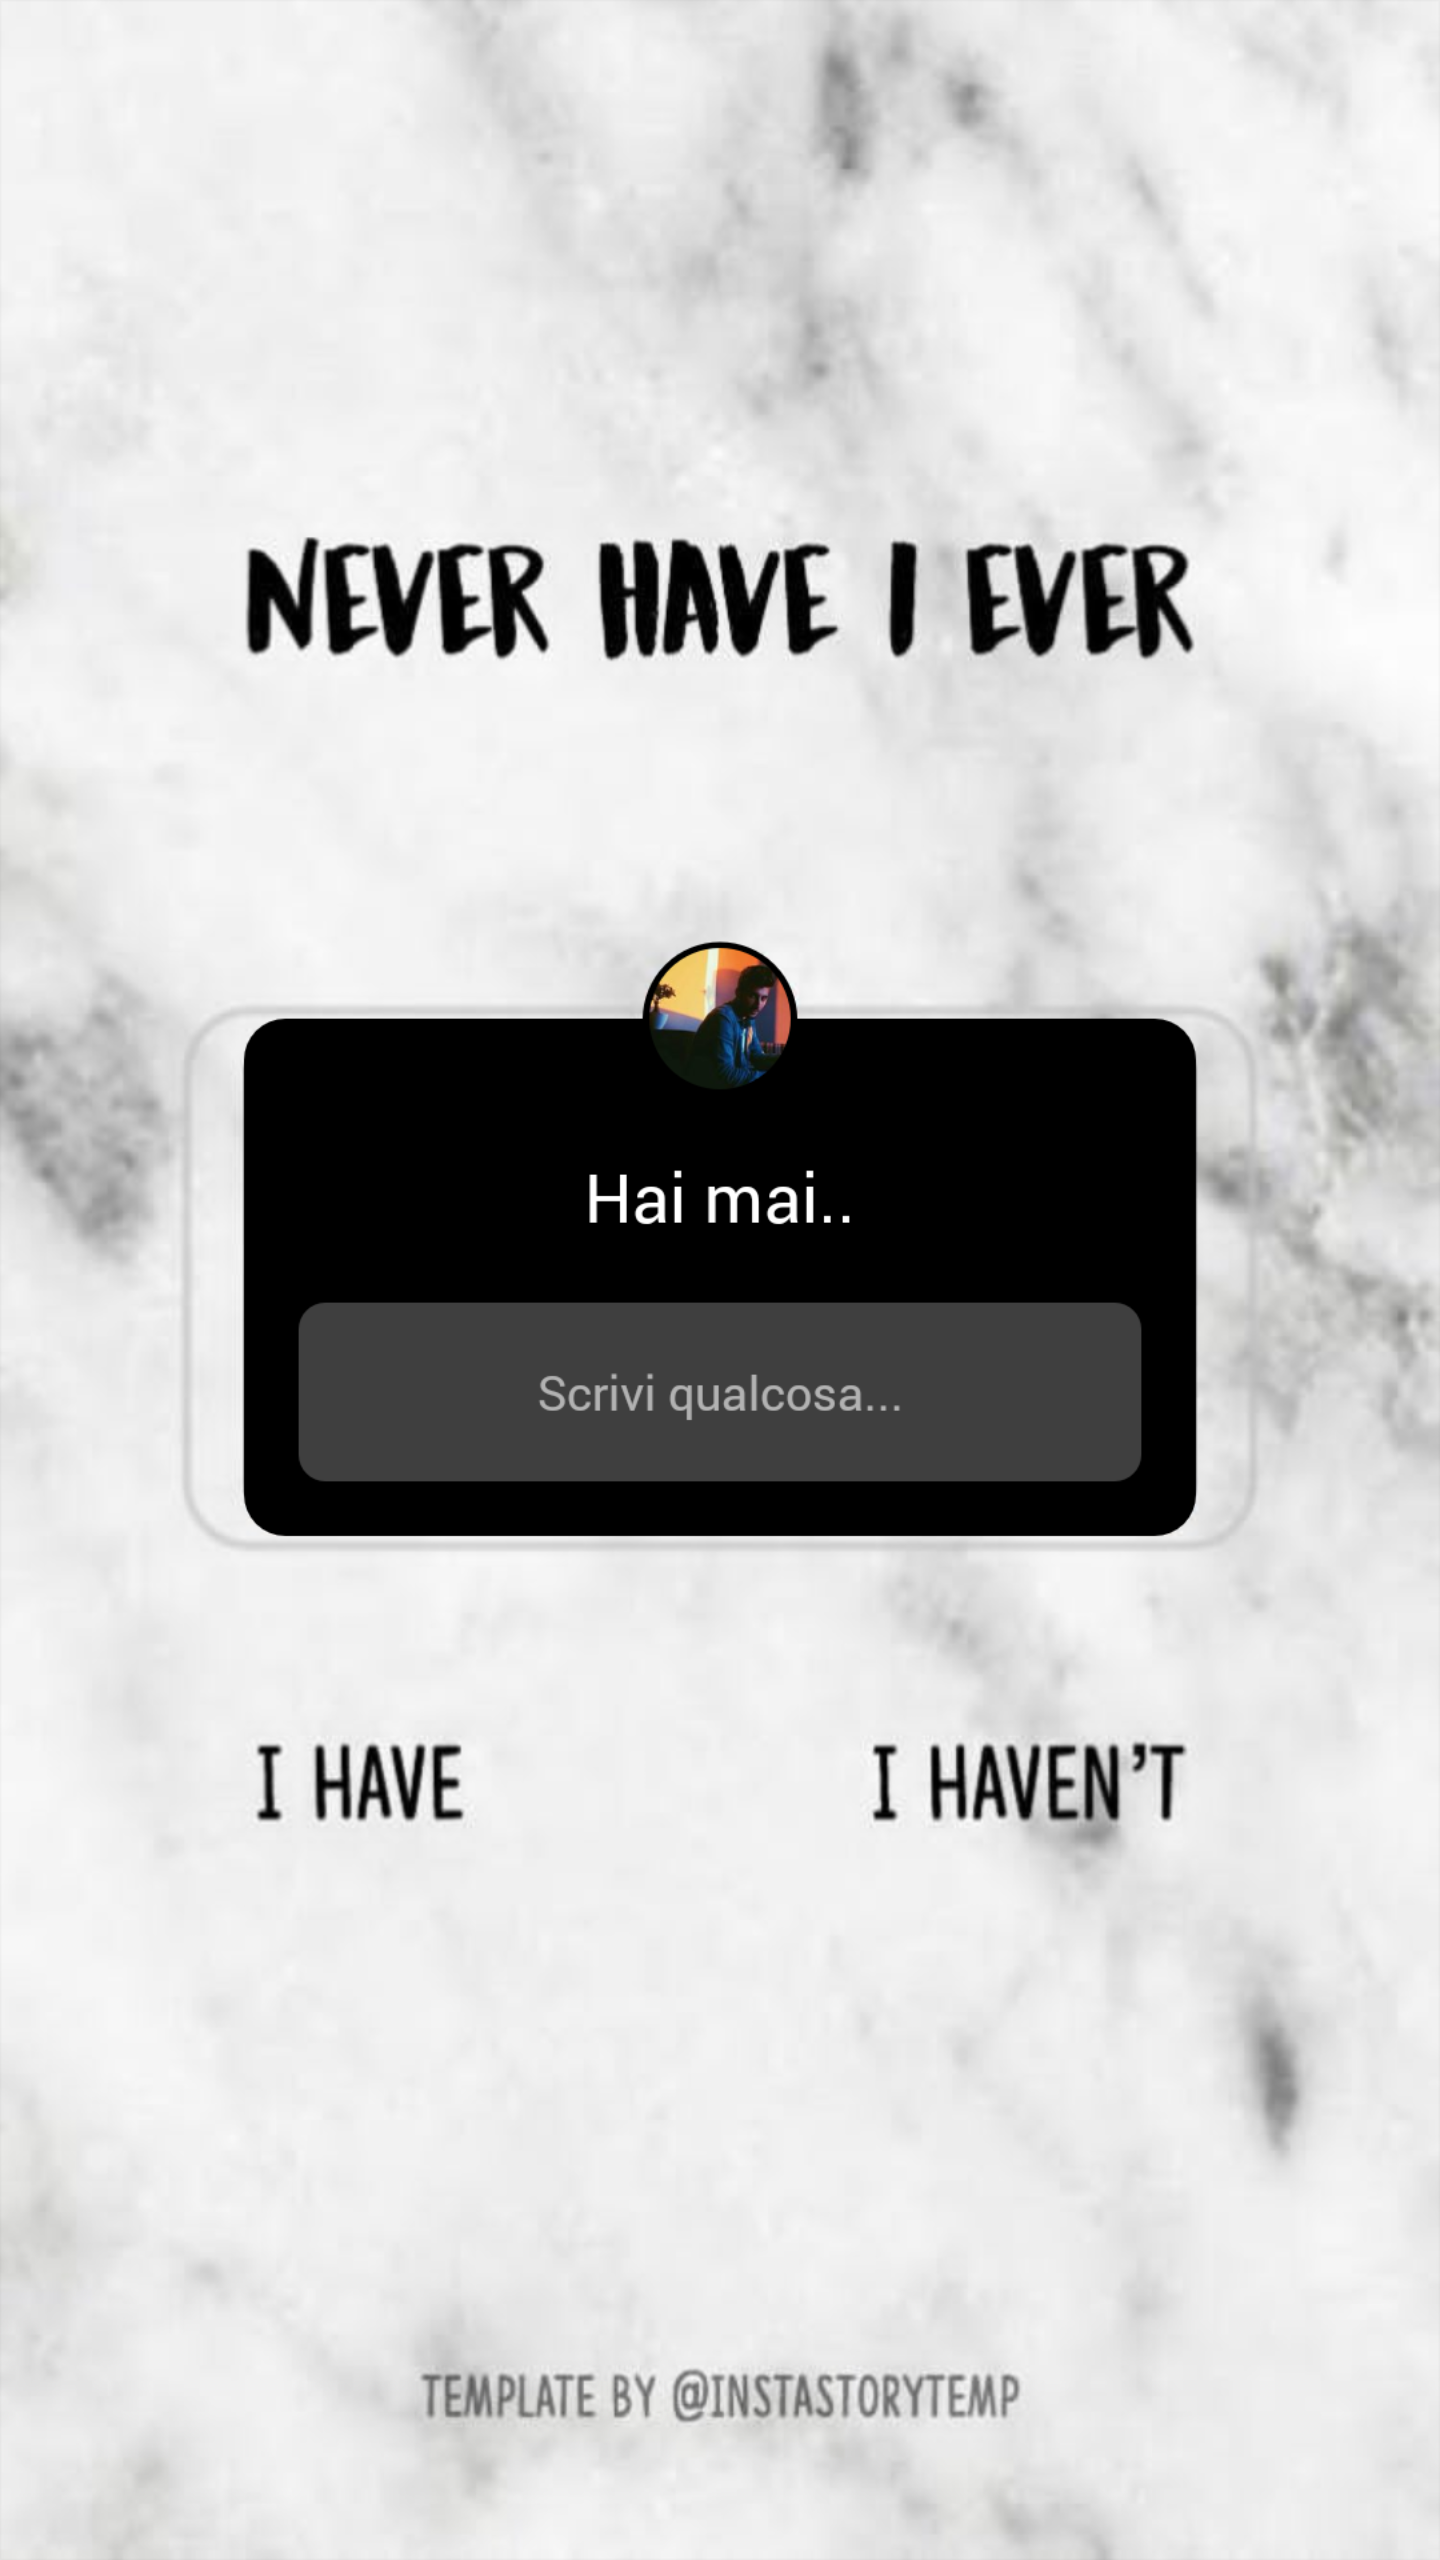 NEVER HAVE I EVER
Hai mai..
Scrivi qualcosa...
I HAVE I HAVEN'T
TEMPLATE BY @INSTASTORYTEMP